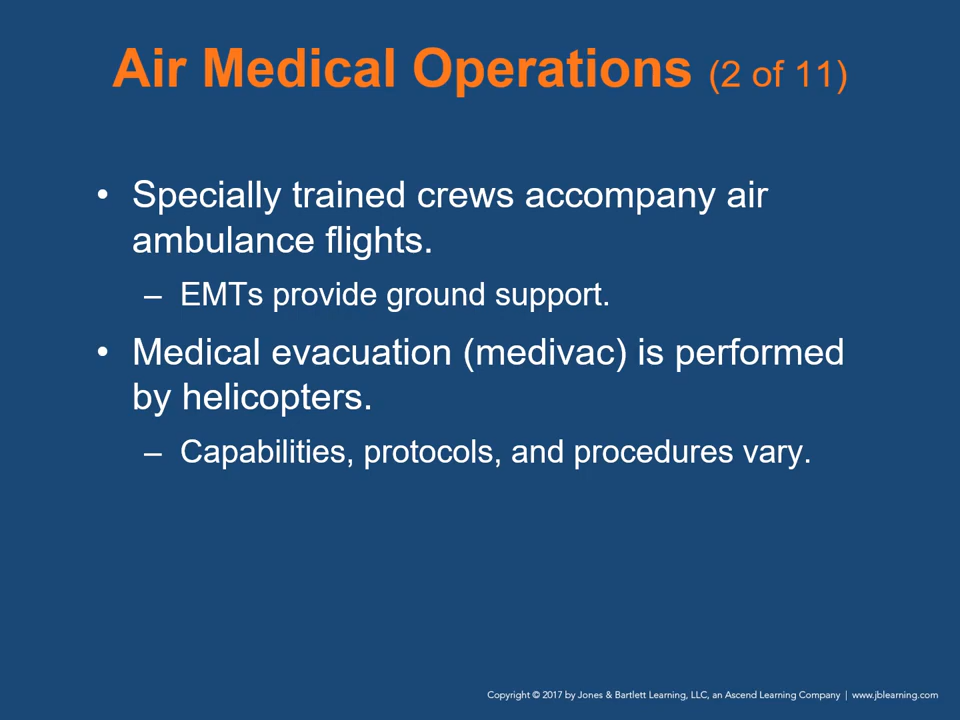 Air Medical Operations (2 of 11)
• Specially trained crews accompany air
ambulance flights.
– EMTs provide ground support.
• Medical evacuation (medivac) is performed
by helicopters.
– Capabilities, protocols, and procedures vary.
Copyright © 2017 by Jones & Bartlett Learning, LLC, an Ascend Learning Company | www.jblearning.com